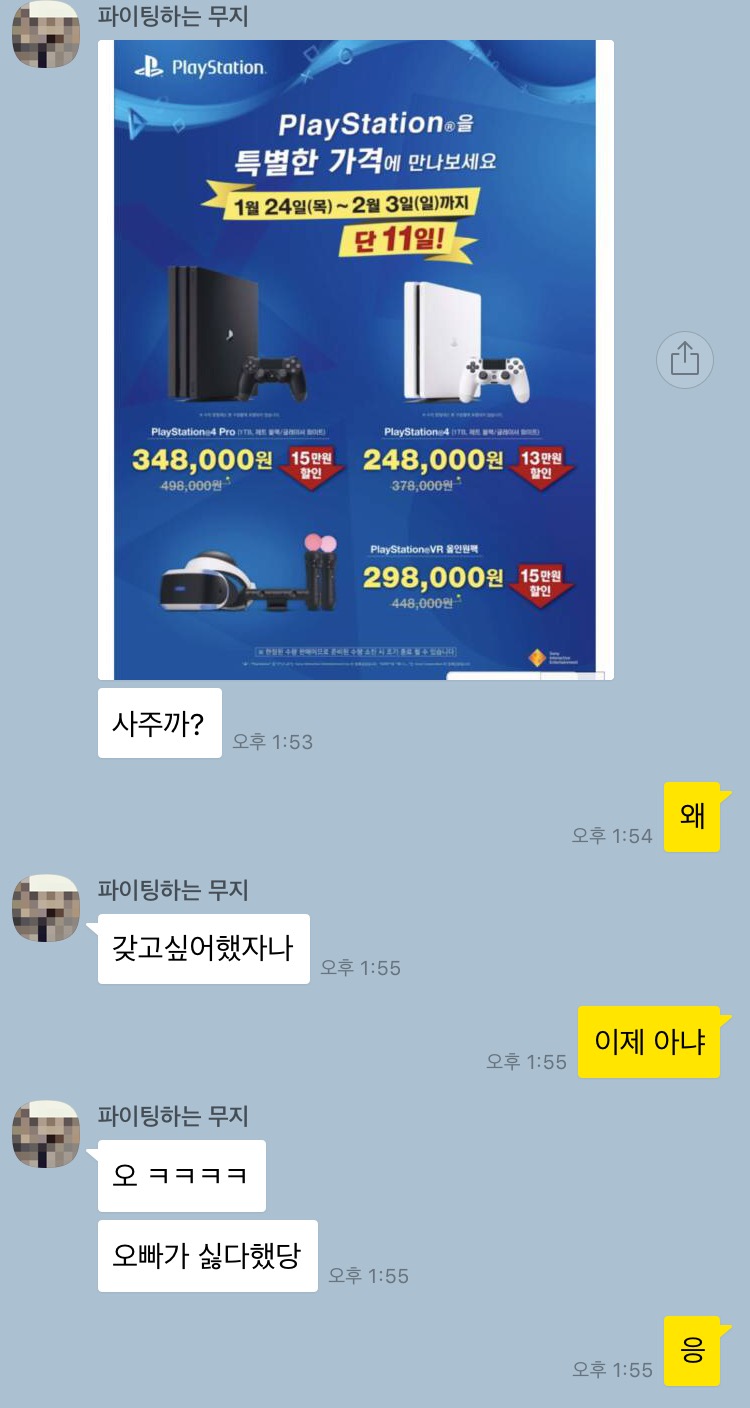 파이팅하는 무지
PlayStation
PlayStation®을
특별한 가격에 만나보세요
1월 24일(목) ~ 2월 3일(일)까지
단 11일!
PlayStation®4 Pro (1TB, 제트 블랙/글레이셔 화이트)
348,000원
15만원
할인
498,000원
PlayStation®4 (1TB, 제트 블랙/글레이셔 화이트)
248,000원
13만원
할인
378,000원
PlayStation®VR 올인원팩
298,000원
15만원
할인
448,000원
※ 한정된 수량 판매이므로 준비된 수량 소진 시 조기 종료 될 수 있습니다
Sony
Interactive
Entertainment
사주까?
오후 1:53
왜
오후 1:54
파이팅하는 무지
갖고싶어했자나
오후 1:55
이제 아냐
오후 1:55
파이팅하는 무지
오 ㅋㅋㅋㅋ
오빠가 싫다했당
오후 1:55
응
오후 1:55